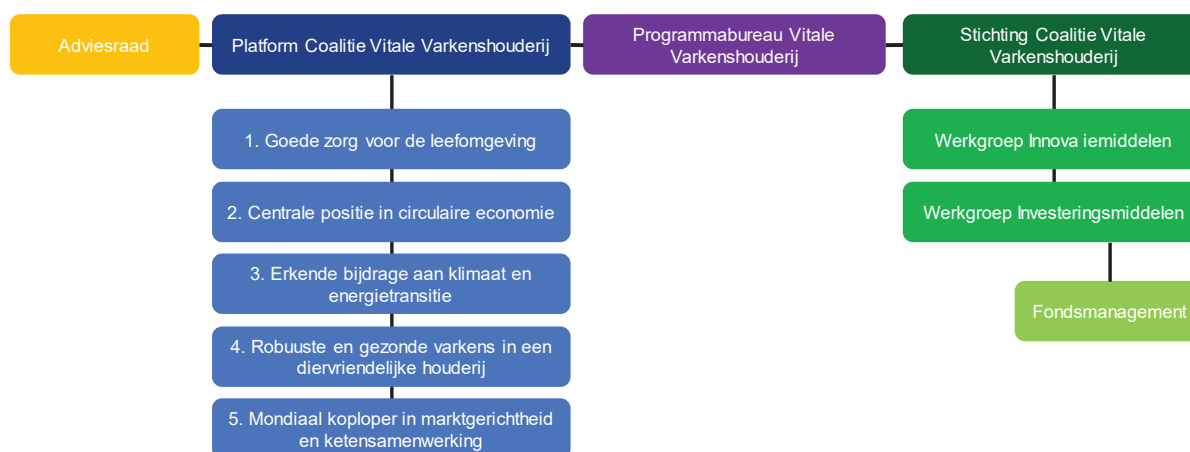 Adviesraad
Platform Coalitie Vitale Varkenshouderij
Programmabureau Vitale
Varkenshouderij
Stichting Coalitie Vitale
Varkenshouderij
1. Goede zorg voor de leefomgeving
2. Centrale positie in circulaire economie
3. Erkende bijdrage aan klimaat en
energietransitie
4. Robuuste en gezonde varkens in een
diervriendelijke houderij
5. Mondiaal koploper in marktgerichtheid
en ketensamenwerking
Werkgroep Innova iemiddelen
Werkgroep Investeringsmiddelen
Fondsmanagement